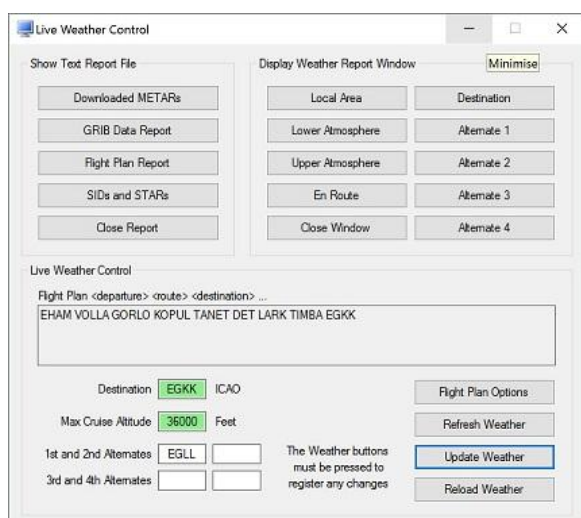 Live Weather Control
Show Text Report File
Display Weather Report Window
Minimise
Downloaded METARs
Local Area
Destination
GRIB Data Report
Lower Atmosphere
Alternate 1
Flight Plan Report
Upper Atmosphere
Alternate 2
SIDs and STARs
En Route
Alternate 3
Close Report
Close Window
Alternate 4
Live Weather Control
Flight Plan <departure> <route> <destination> ...
EHAM VOLLA GORLO KOPUL TANET DET LARK TIMBA EGKK
Destination EGKK ICAO
Flight Plan Options
Max Cruise Altitude 36000 Feet
Refresh Weather
1st and 2nd Alternates EGLL
3rd and 4th Alternates
The Weather buttons
must be pressed to
register any changes
Update Weather
Reload Weather